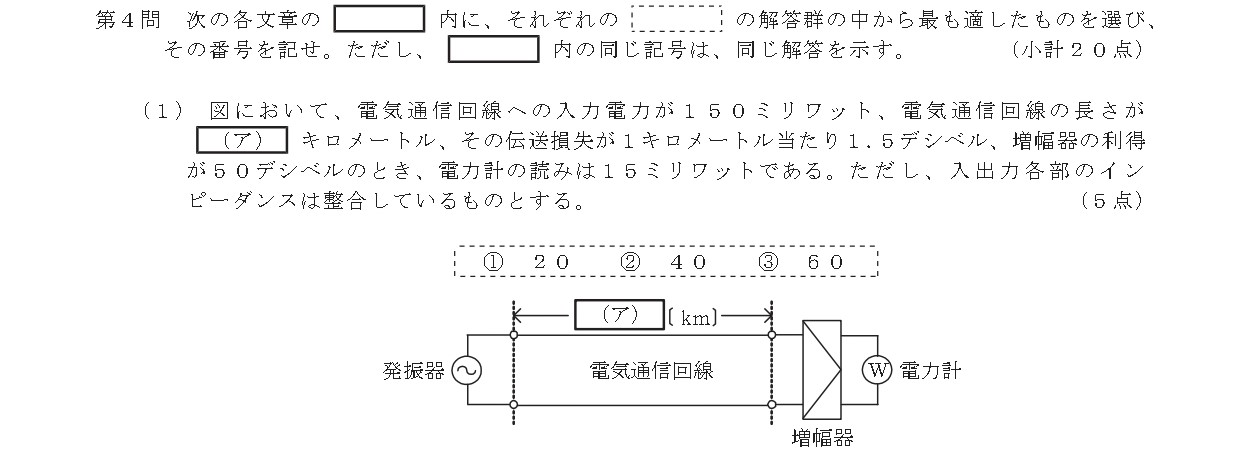 第4問　次の各文章の　　　　内に、それぞれの　　　　の解答群の中から最も適したものを選び、
その番号を記せ。ただし、　　　　内の同じ記号は、同じ解答を示す。　（小計２０点）
（１）　図において、電気通信回線への入力電力が１５０ミリワット、電気通信回線の長さが
（ア）　キロメートル、その伝送損失が１キロメートル当たり１.５デシベル、増幅器の利得
が５０デシベルのとき、電力計の読みは１５ミリワットである。ただし、入出力各部のイン
ピーダンスは整合しているものとする。　（５点）
①　２０　②　４０　③　６０
（ア）〔km〕
発振器　電気通信回線　Ｗ　電力計
増幅器